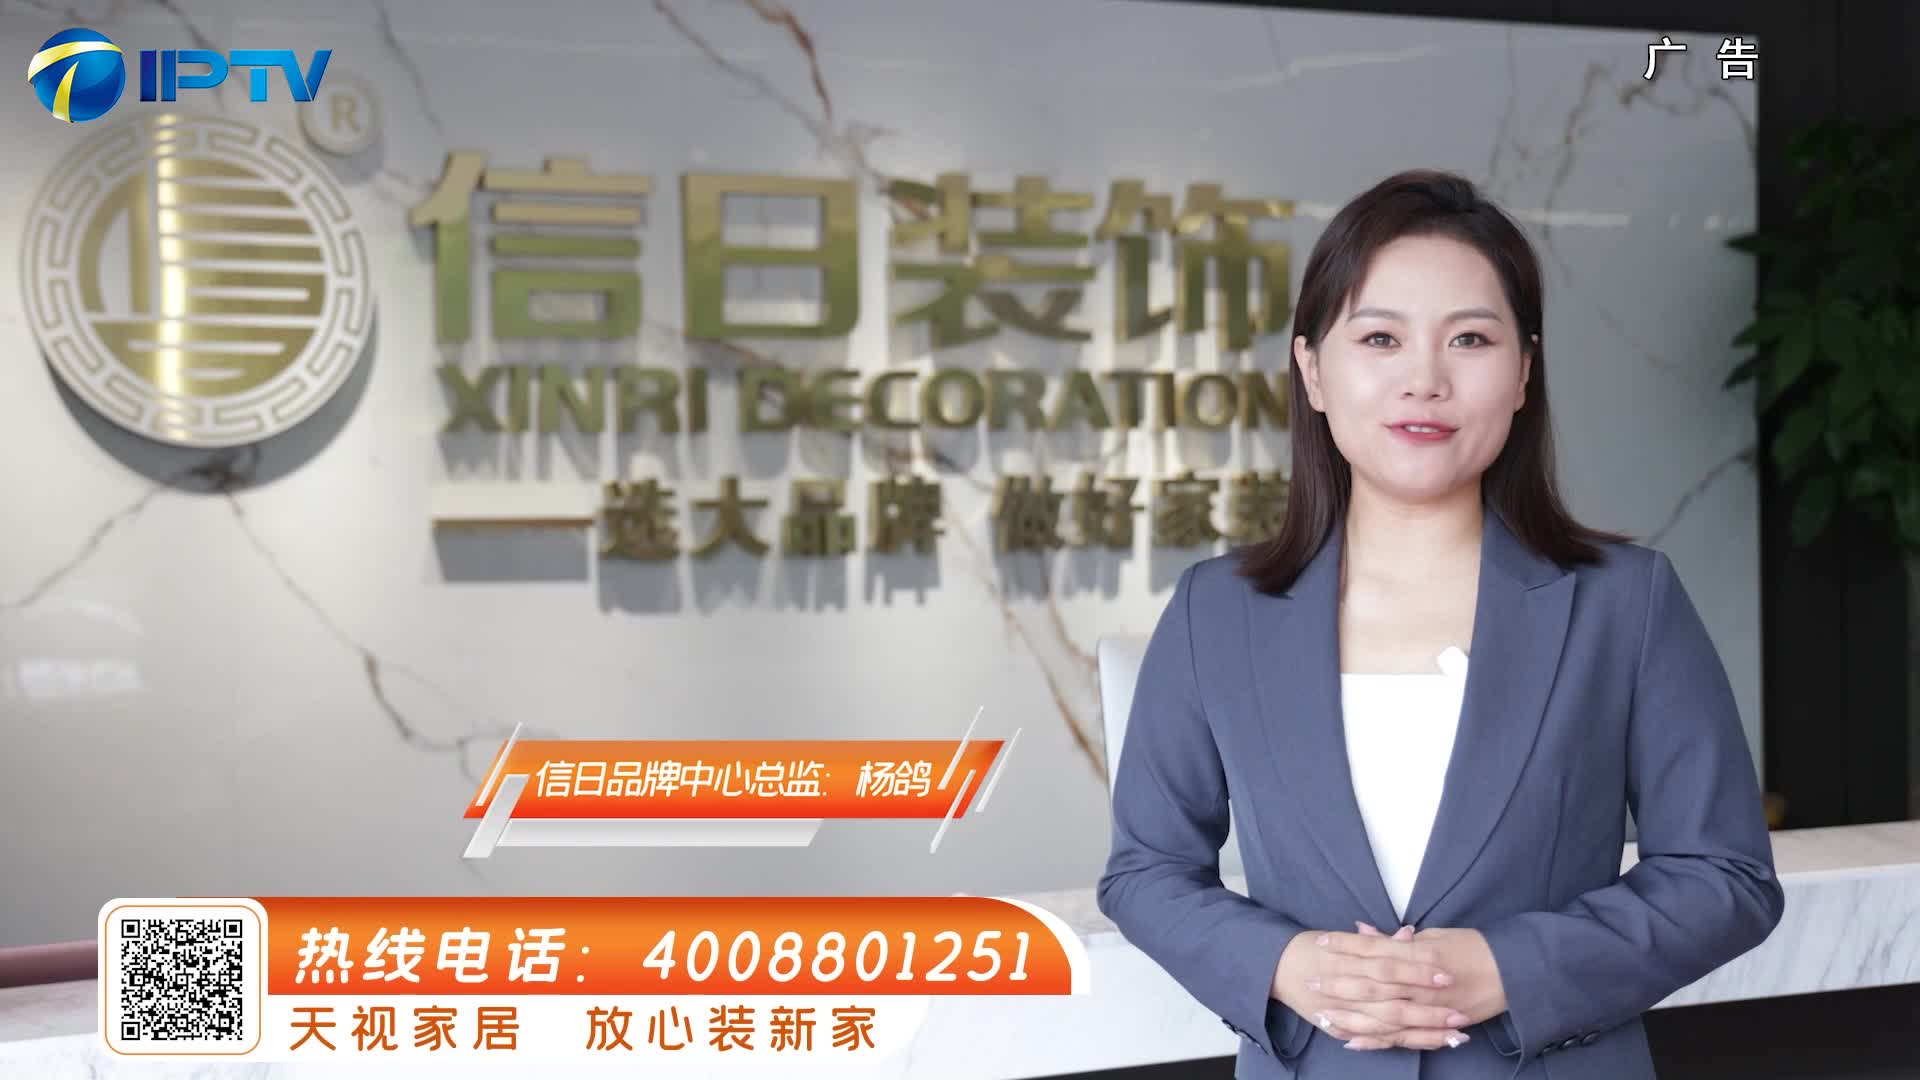 IPTV
广 告
®
信
信日装饰
XINRI DECORATION
选大品牌 做好家装
信日品牌中心总监：杨鸽
热线电话：4008801251
天视家居 放心装新家